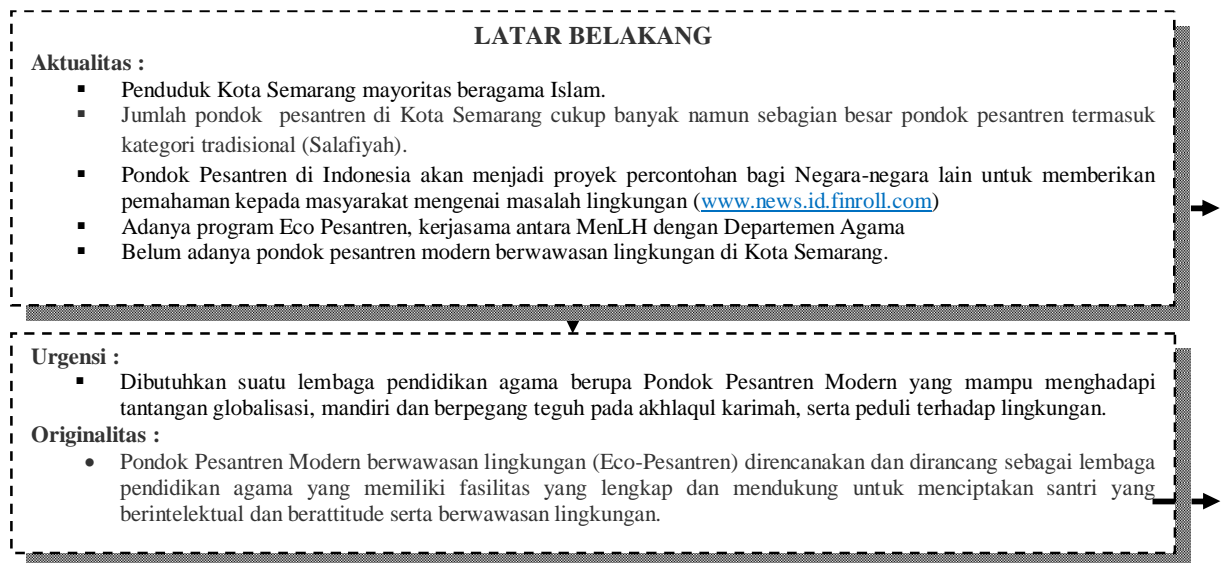 LATAR BELAKANG
Aktualitas :
▪ Penduduk Kota Semarang mayoritas beragama Islam.
▪ Jumlah pondok pesantren di Kota Semarang cukup banyak namun sebagian besar pondok pesantren termasuk
kategori tradisional (Salafiyah).
▪ Pondok Pesantren di Indonesia akan menjadi proyek percontohan bagi Negara-negara lain untuk memberikan
pemahaman kepada masyarakat mengenai masalah lingkungan (www.news.id.finroll.com)
▪ Adanya program Eco Pesantren, kerjasama antara MenLH dengan Departemen Agama
▪ Belum adanya pondok pesantren modern berwawasan lingkungan di Kota Semarang.
Urgensi :
▪ Dibutuhkan suatu lembaga pendidikan agama berupa Pondok Pesantren Modern yang mampu menghadapi
tantangan globalisasi, mandiri dan berpegang teguh pada akhlaqul karimah, serta peduli terhadap lingkungan.
Originalitas :
• Pondok Pesantren Modern berwawasan lingkungan (Eco-Pesantren) direncanakan dan dirancang sebagai lembaga
pendidikan agama yang memiliki fasilitas yang lengkap dan mendukung untuk menciptakan santri yang
berintelektual dan berattitude serta berwawasan lingkungan.